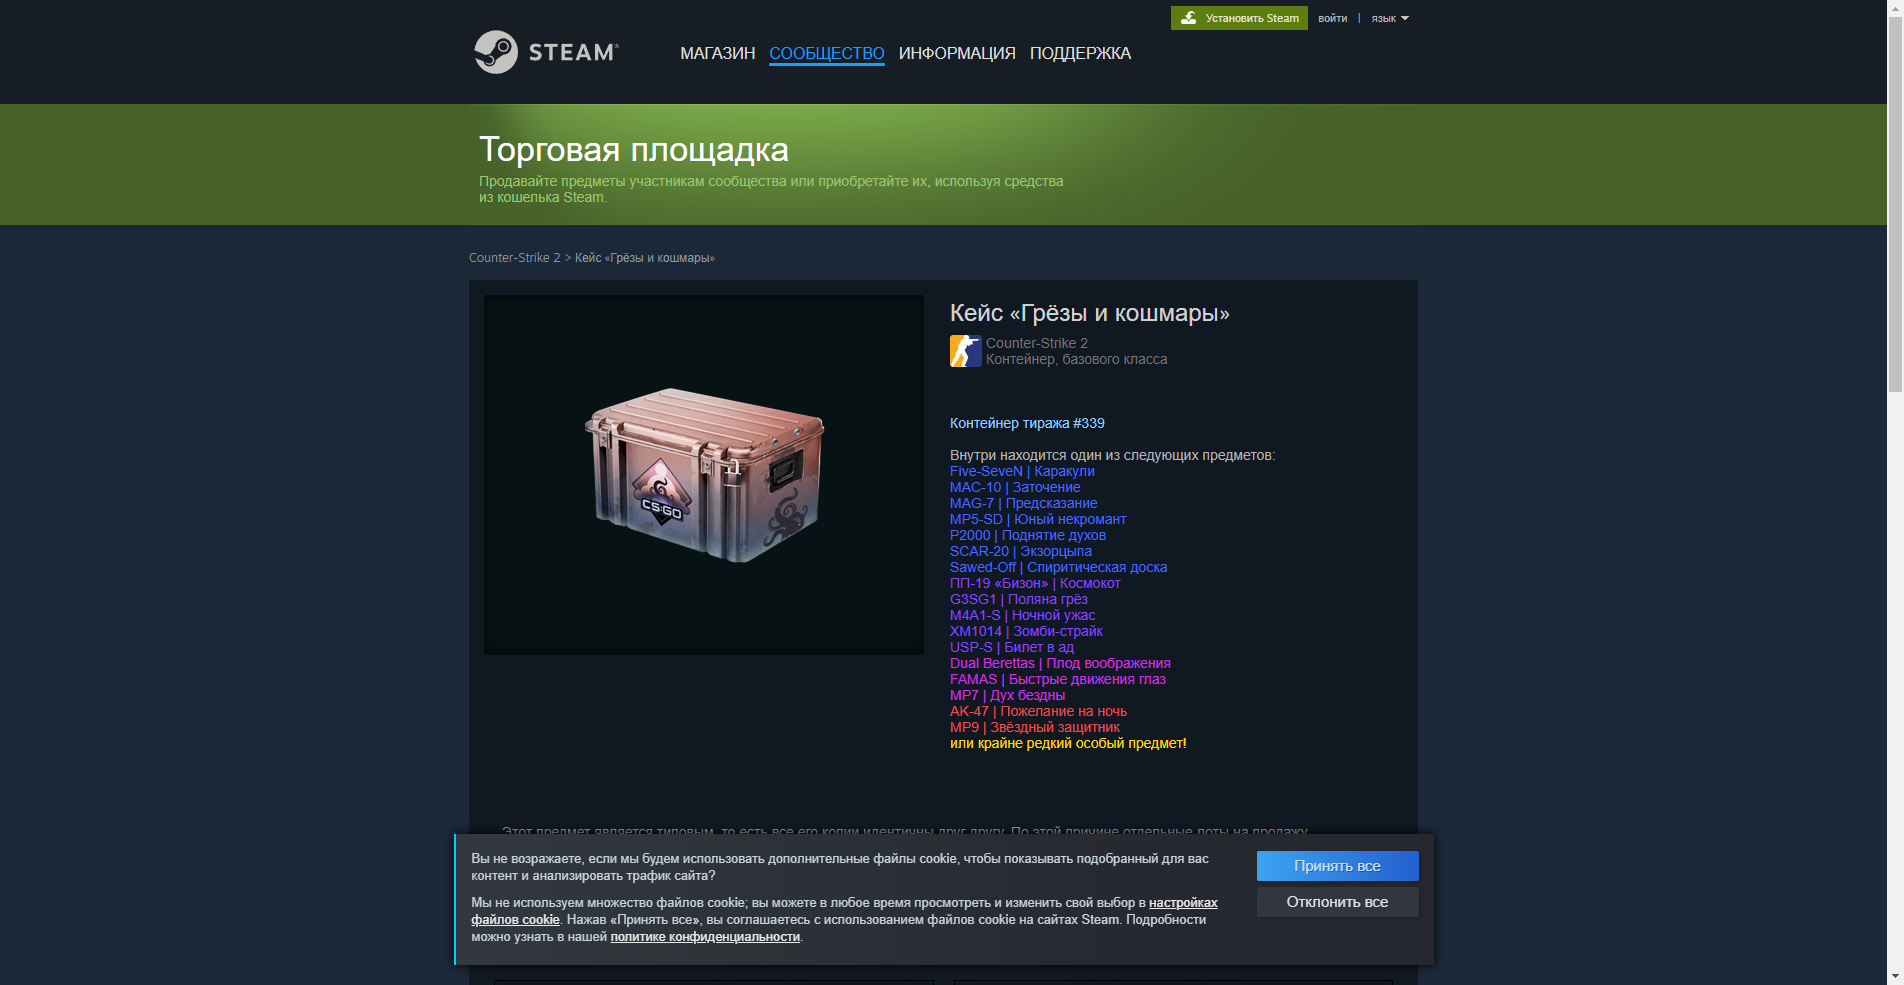 Установить Steam
войти | язык
STEAM®
МАГАЗИН СООБЩЕСТВО ИНФОРМАЦИЯ ПОДДЕРЖКА
Торговая площадка
Продавайте предметы участникам сообщества или приобретайте их, используя средства
из кошелька Steam.
Counter-Strike 2 > Кейс «Грёзы и кошмары»
CS:GO
Кейс «Грёзы и кошмары»
Counter-Strike 2
Контейнер, базового класса
Контейнер тиража #339
Внутри находится один из следующих предметов:
Five-SeveN | Каракули
MAC-10 | Заточение
MAG-7 | Предсказание
MP5-SD | Юный некромант
P2000 | Поднятие духов
SCAR-20 | Экзорцыпа
Sawed-Off | Спиритическая доска
ПП-19 «Бизон» | Космокот
G3SG1 | Поляна грёз
M4A1-S | Ночной ужас
XM1014 | Зомби-страйк
USP-S | Билет в ад
Dual Berettas | Плод воображения
FAMAS | Быстрые движения глаз
MP7 | Дух бездны
AK-47 | Пожелание на ночь
MP9 | Звёздный защитник
или крайне редкий особый предмет!
Этот предмет является типовым, то есть все его копии идентичны друг другу. По этой причине отдельные лоты на продажу
Вы не возражаете, если мы будем использовать дополнительные файлы cookie, чтобы показывать подобранный для вас
контент и анализировать трафик сайта?
Мы не используем множество файлов cookie; вы можете в любое время просмотреть и изменить свой выбор в настройках
файлов cookie. Нажав «Принять все», вы соглашаетесь с использованием файлов cookie на сайтах Steam. Подробности
можно узнать в нашей политике конфиденциальности.
Принять все
Отклонить все